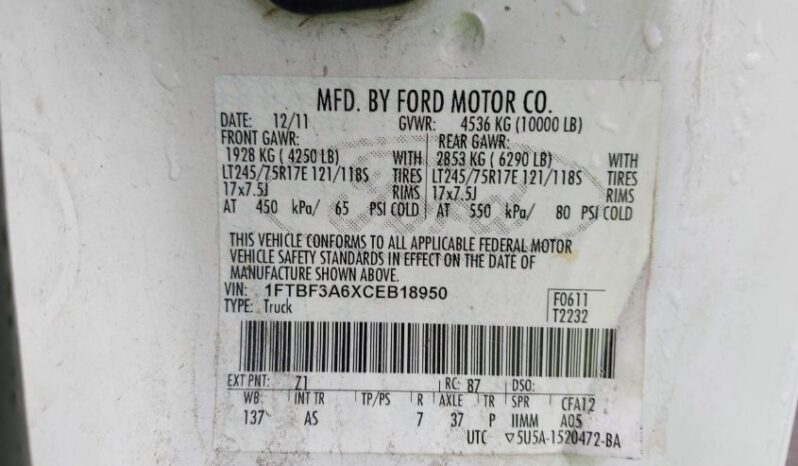 MFD. BY FORD MOTOR CO.
DATE: 12/11 GVWR: 4536 KG (10000 LB)
FRONT GAWR: REAR GAWR:
1928 KG ( 4250 LB) WITH 2853 KG ( 6290 LB) WITH
LT245/75R17E 121/118S TIRES LT245/75R17E 121/118S TIRES
17x7.5J RIMS 17x7.5J RIMS
AT 450 kPa/ 65 PSI COLD AT 550 kPa/ 80 PSI COLD
THIS VEHICLE CONFORMS TO ALL APPLICABLE FEDERAL MOTOR
VEHICLE SAFETY STANDARDS IN EFFECT ON THE DATE OF
MANUFACTURE SHOWN ABOVE.
VIN: 1FTBF3A6XCEB18950
TYPE: Truck
F0611
T2232
EXT PNT: Z1 RC: B7 DSO:
WB: INT TR TP/PS R AXLE TR SPR CFA12
137 AS 7 37 P IIMM A05
UTC ▽5U5A-1520472-BA